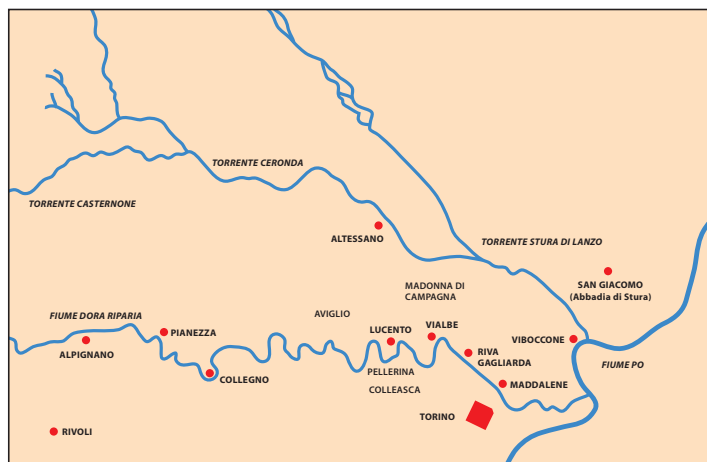 TORRENTE CERONDA
TORRENTE CASTERNONE
ALTESSANO
TORRENTE STURA DI LANZO
SAN GIACOMO
(Abbadia di Stura)
MADONNA DI
CAMPAGNA
FIUME DORA RIPARIA
AVIGLIO
PIANEZZA
LUCENTO
VIALBE
VIBOCCONE
ALPIGNANO
RIVA
GAGLIARDA
FIUME PO
COLLEGNO
PELLERINA
COLLEASCA
MADDALENE
TORINO
RIVOLI